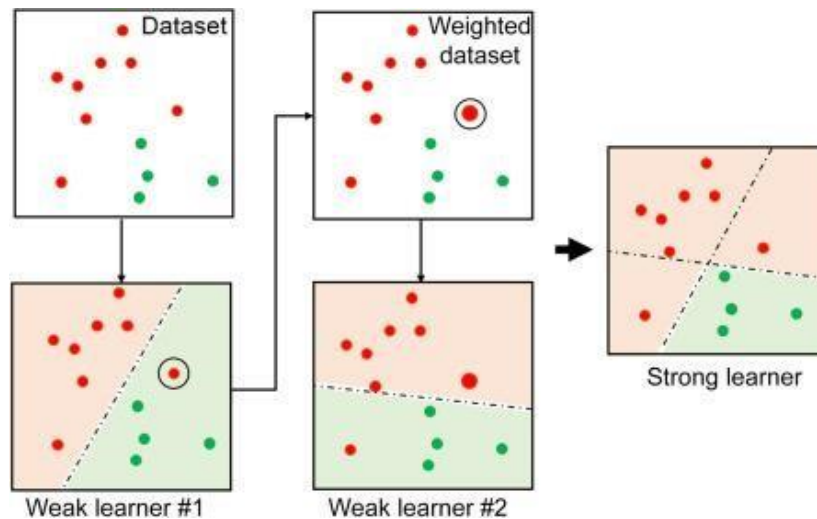 Dataset
Weighted
dataset
Weak learner #1
Weak learner #2
Strong learner